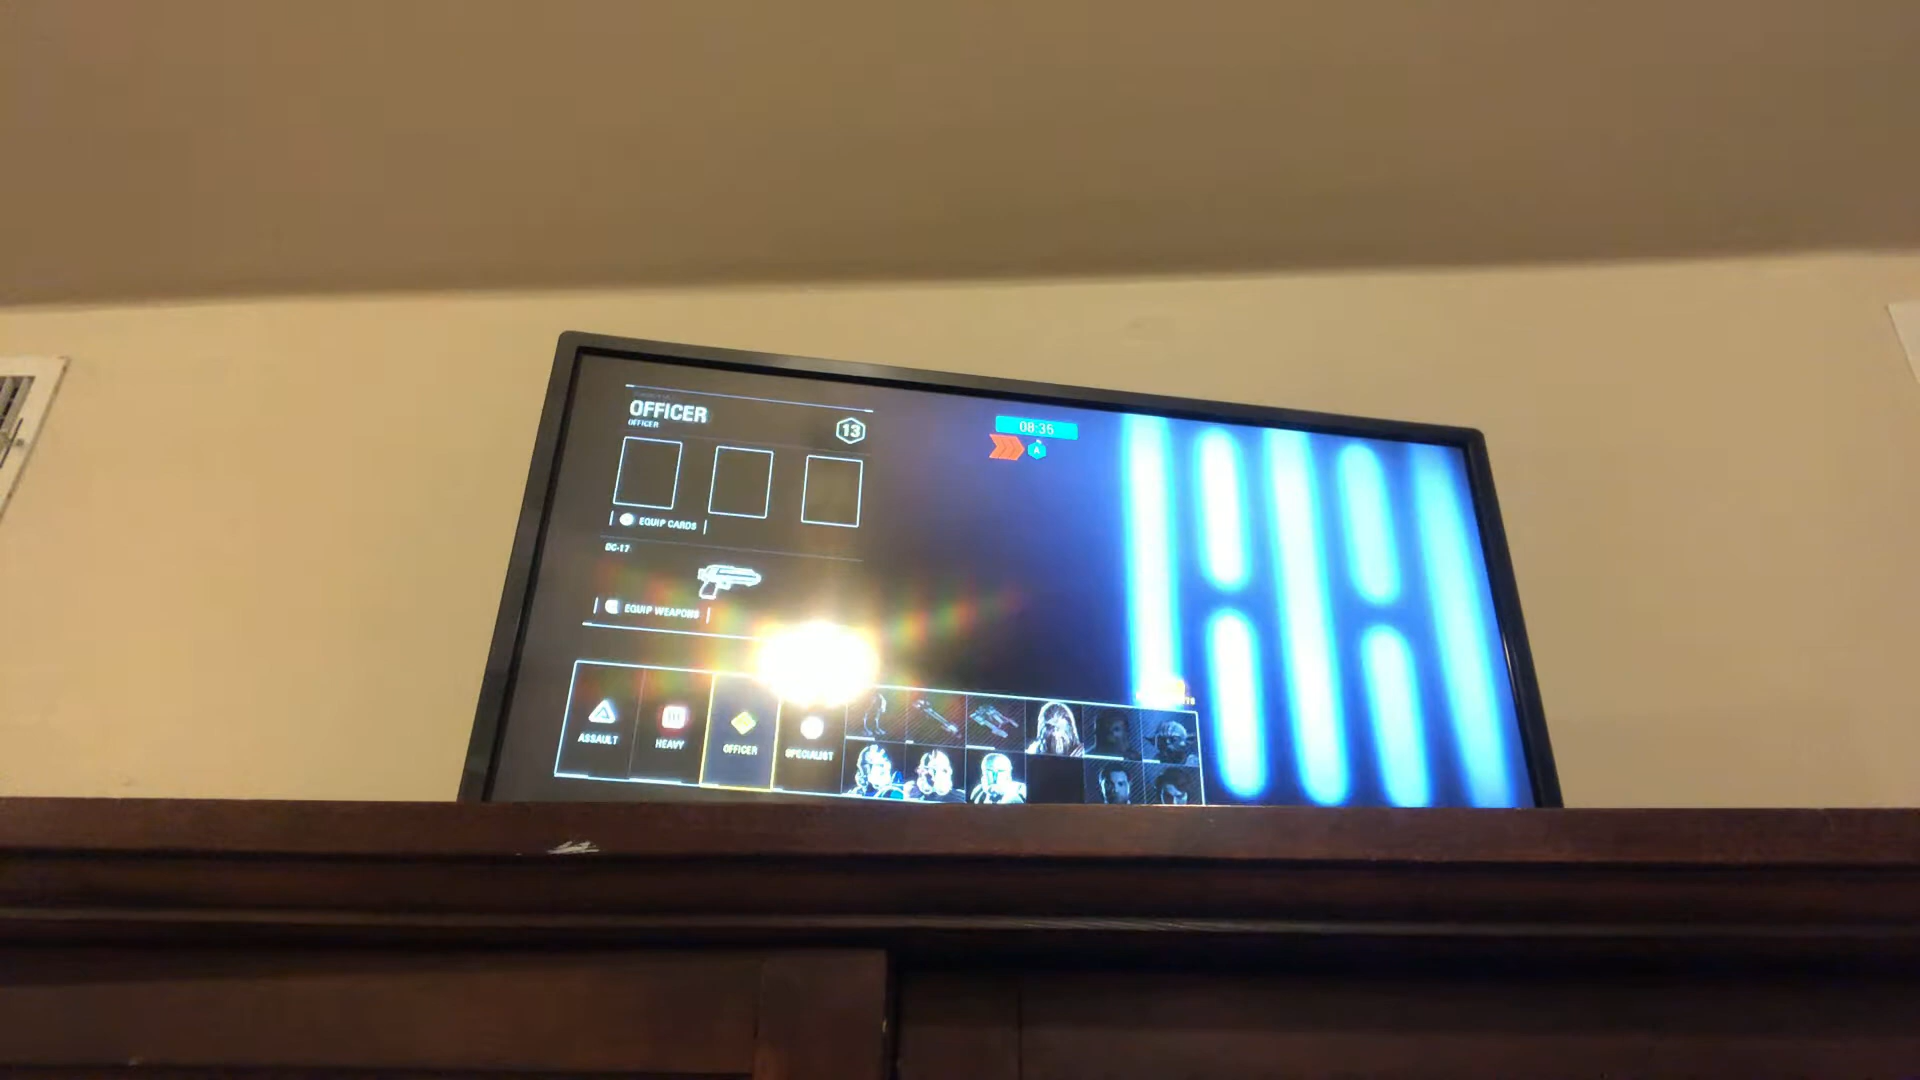 OFFICER
OFFICER
13
08:35
A
EQUIP CARDS
DC-17
EQUIP WEAPONS
ASSAULT
HEAVY
OFFICER
SPECIALIST